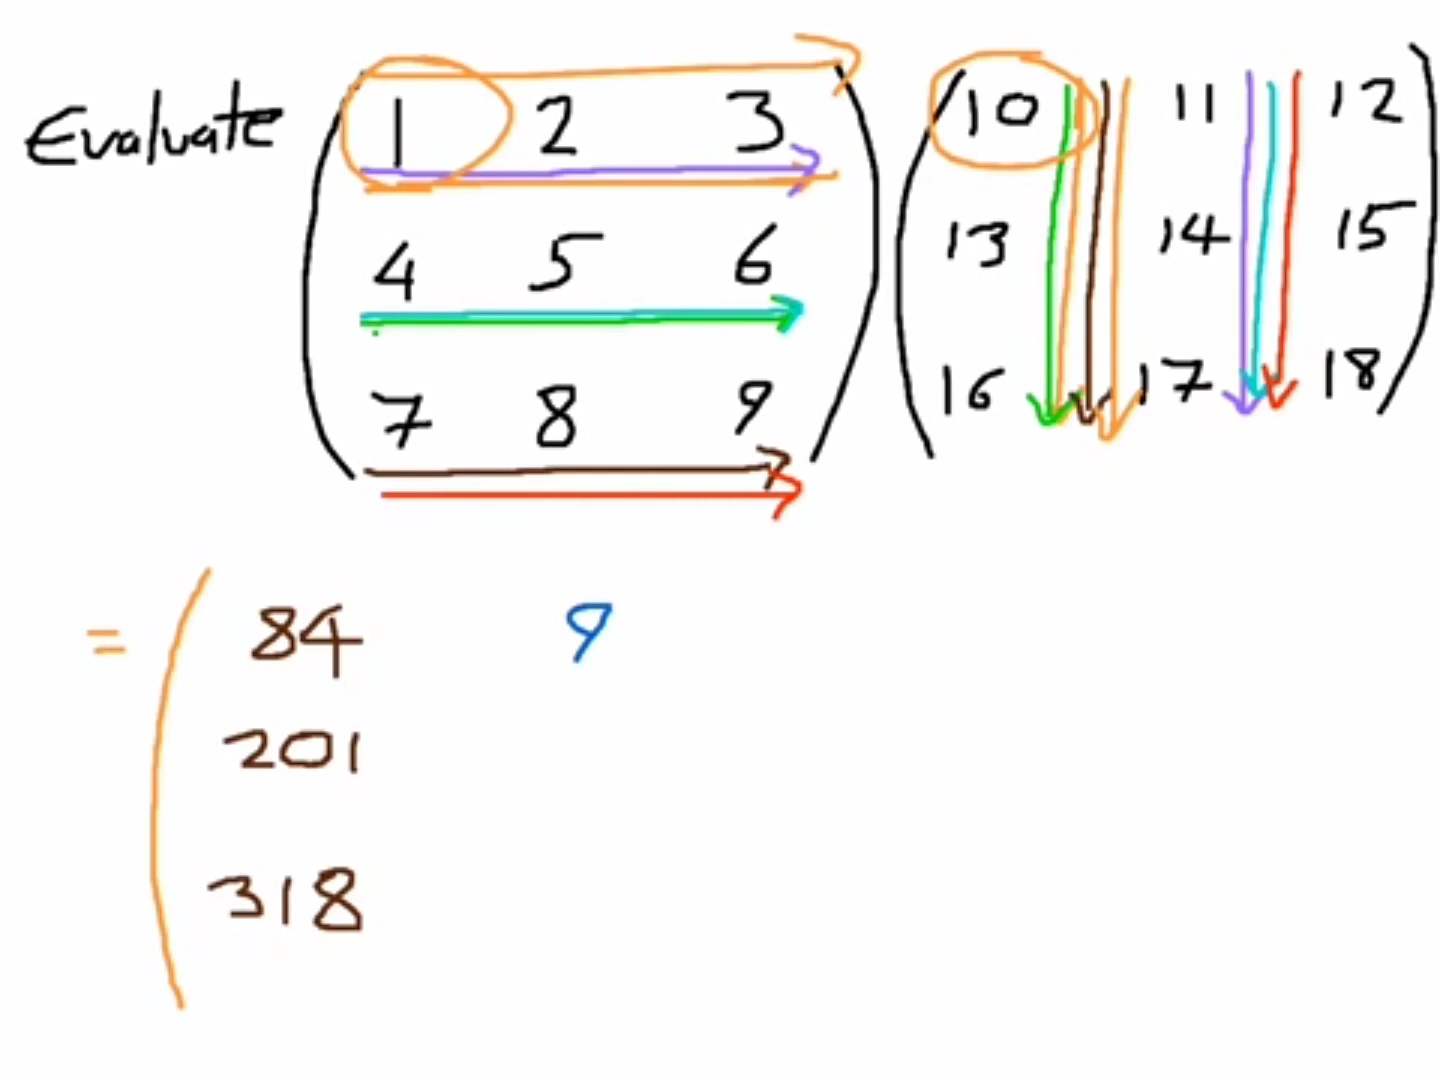 Evaluate ( 1 2 3 ) ( 10 11 12 )
4 5 6 13 14 15
7 8 9 16 17 18
= ( 84 9
201
318